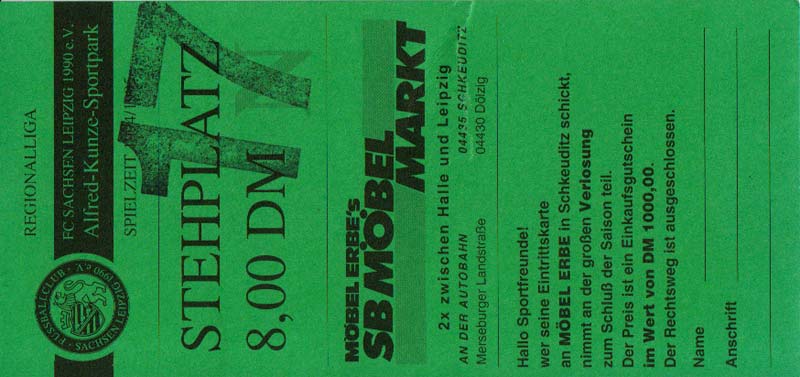 REGIONALLIGA
FC SACHSEN LEIPZIG 1990 e.V.
Alfred-Kunze-Sportpark
FUSSBALLCLUB · SACHSEN LEIPZIG 1990 e.V.
SPIELZEIT
17
STEHPLATZ
8,00 DM
MÖBEL ERBE's
SB MÖBEL
MARKT
2x zwischen Halle und Leipzig
AN DER AUTOBAHN 04435 SCHKEUDITZ
Merseburger Landstraße 04430 Dölzig
Hallo Sportfreunde!
wer seine Eintrittskarte
an MÖBEL ERBE in Schkeuditz schickt,
nimmt an der großen Verlosung
zum Schluß der Saison teil.
Der Preis ist ein Einkaufsgutschein
im Wert von DM 1000,00.
Der Rechtsweg ist ausgeschlossen.
Name
Anschrift